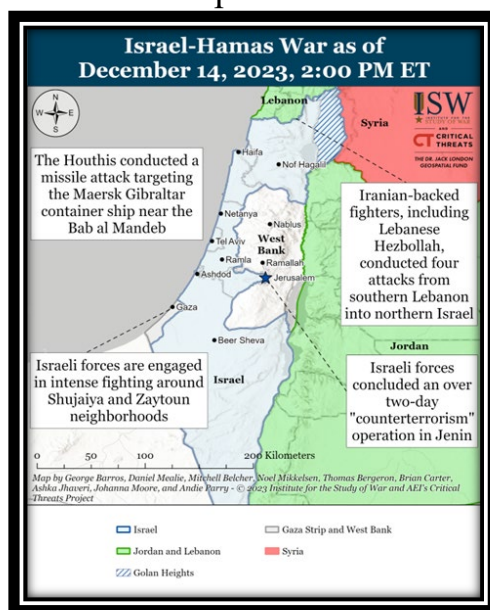 Israel-Hamas War as of
December 14, 2023, 2:00 PM ET
N
W
E
S
Lebanon
Syria
ISW
INSTITUTE FOR THE
STUDY OF WAR
AND
CT CRITICAL
THREATS
THE DR. JACK LONDON
GEOSPATIAL FUND
The Houthis conducted a
missile attack targeting
the Maersk Gibraltar
container ship near the
Bab al Mandeb
Haifa
Nof Hagalil
Iranian-backed
fighters, including
Lebanese
Hezbollah,
conducted four
attacks from
southern Lebanon
into northern Israel
Netanya
Nablus
Tel Aviv
West
Bank
Ramla
Ramallah
Ashdod
Jerusalem
Gaza
Beer Sheva
Jordan
Israel
Israeli forces are engaged
in intense fighting around
Shujaiya and Zaytoun
neighborhoods
Israeli forces
concluded an over
two-day
"counterterrorism"
operation in Jenin
0 50 100 200 Kilometers
Map by George Barros, Daniel Mealie, Mitchell Belcher, Noel Mikkelsen, Thomas Bergeron, Brian Carter,
Ashka Jhaveri, Johanna Moore, and Andie Parry - © 2023 Institute for the Study of War and AEI's Critical
Threats Project
Israel
Gaza Strip and West Bank
Jordan and Lebanon
Syria
Golan Heights